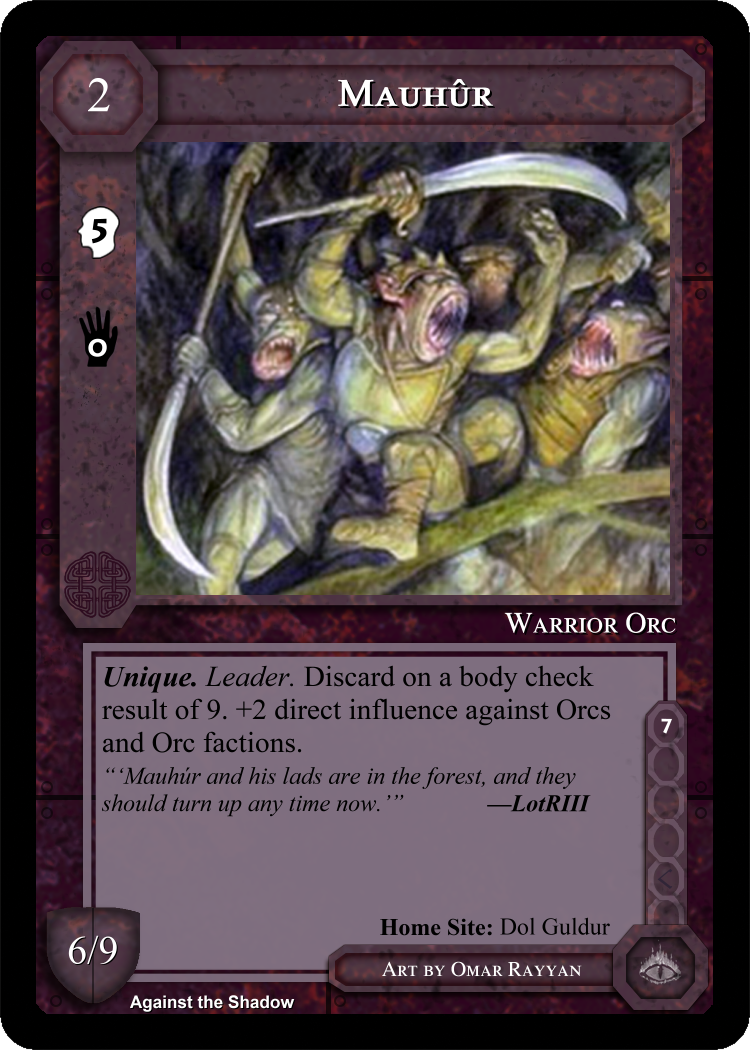 2
Mauhûr
5
0
Warrior Orc
Unique. Leader. Discard on a body check
result of 9. +2 direct influence against Orcs
and Orc factions.
“‘Mauhúr and his lads are in the forest, and they
should turn up any time now.’” —LotRIII
7
Home Site: Dol Guldur
6/9
Art by Omar Rayyan
Against the Shadow